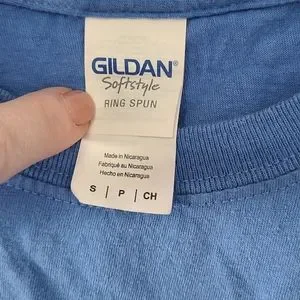 GILDAN®
Softstyle
RING SPUN
Made in Nicaragua
Fabriqué au Nicaragua
Hecho en Nicaragua
S | P | CH